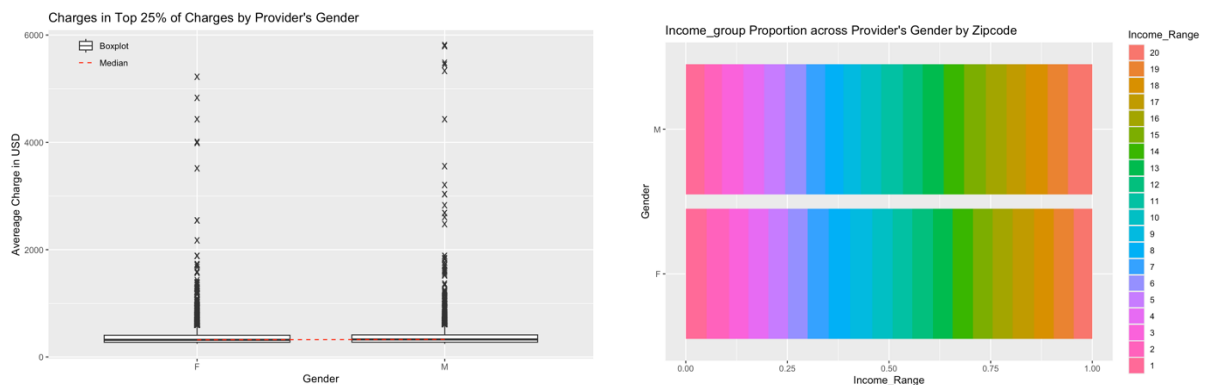 Charges in Top 25% of Charges by Provider's Gender
6000
4000
2000
0
Avereage Charge in USD
Boxplot
Median
F
M
Gender
Income_group Proportion across Provider's Gender by Zipcode
M
F
Gender
0.00
0.25
0.50
0.75
1.00
Income_Range
Income_Range
20
19
18
17
16
15
14
13
12
11
10
9
8
7
6
5
4
3
2
1